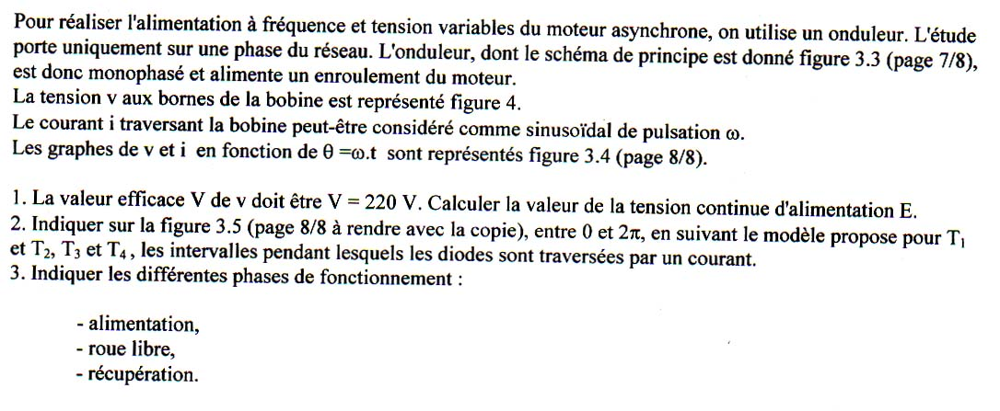 Pour réaliser l'alimentation à fréquence et tension variables du moteur asynchrone, on utilise un onduleur. L'étude
porte uniquement sur une phase du réseau. L'onduleur, dont le schéma de principe est donné figure 3.3 (page 7/8),
est donc monophasé et alimente un enroulement du moteur.
La tension v aux bornes de la bobine est représenté figure 4.
Le courant i traversant la bobine peut-être considéré comme sinusoïdal de pulsation ω.
Les graphes de v et i en fonction de θ =ω.t sont représentés figure 3.4 (page 8/8).
1. La valeur efficace V de v doit être V = 220 V. Calculer la valeur de la tension continue d'alimentation E.
2. Indiquer sur la figure 3.5 (page 8/8 à rendre avec la copie), entre 0 et 2π, en suivant le modèle propose pour T₁
et T₂, T₃ et T₄ , les intervalles pendant lesquels les diodes sont traversées par un courant.
3. Indiquer les différentes phases de fonctionnement :
- alimentation,
- roue libre,
- récupération.